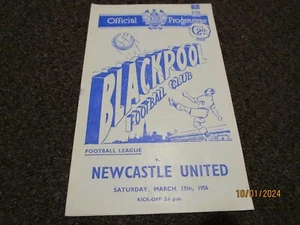 Official Programme
2D.
BLACKPOOL
FOOTBALL CLUB
FOOTBALL LEAGUE
v.
NEWCASTLE UNITED
SATURDAY, MARCH 17th, 1956
KICK-OFF 3.0 p.m.
10/01/2024